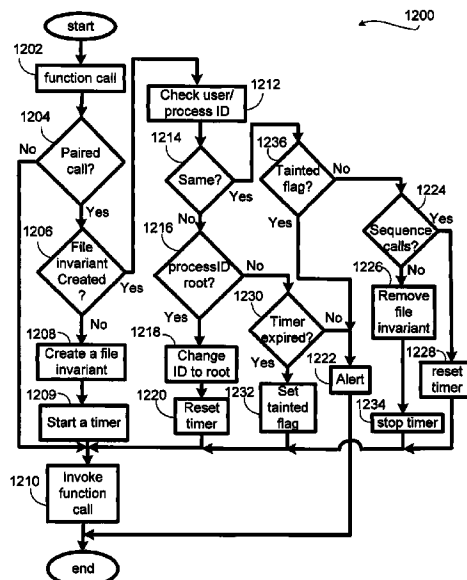 1200
start
1202
function call
1204
Paired
call?
No
Yes
1206
File
invariant
Created
?
Yes
No
1208
Create a file
invariant
1209
Start a timer
1210
Invoke
function
call
end
1212
Check user/
process ID
1214
Same?
Yes
No
1216
processID
root?
No
Yes
1218
Change
ID to root
1220
Reset
timer
1236
Tainted
flag?
No
Yes
1230
Timer
expired?
No
Yes
1232
Set
tainted
flag
1222
Alert
1224
Sequence
calls?
Yes
No
1226
Remove
file
invariant
1228
reset
timer
1234
stop timer